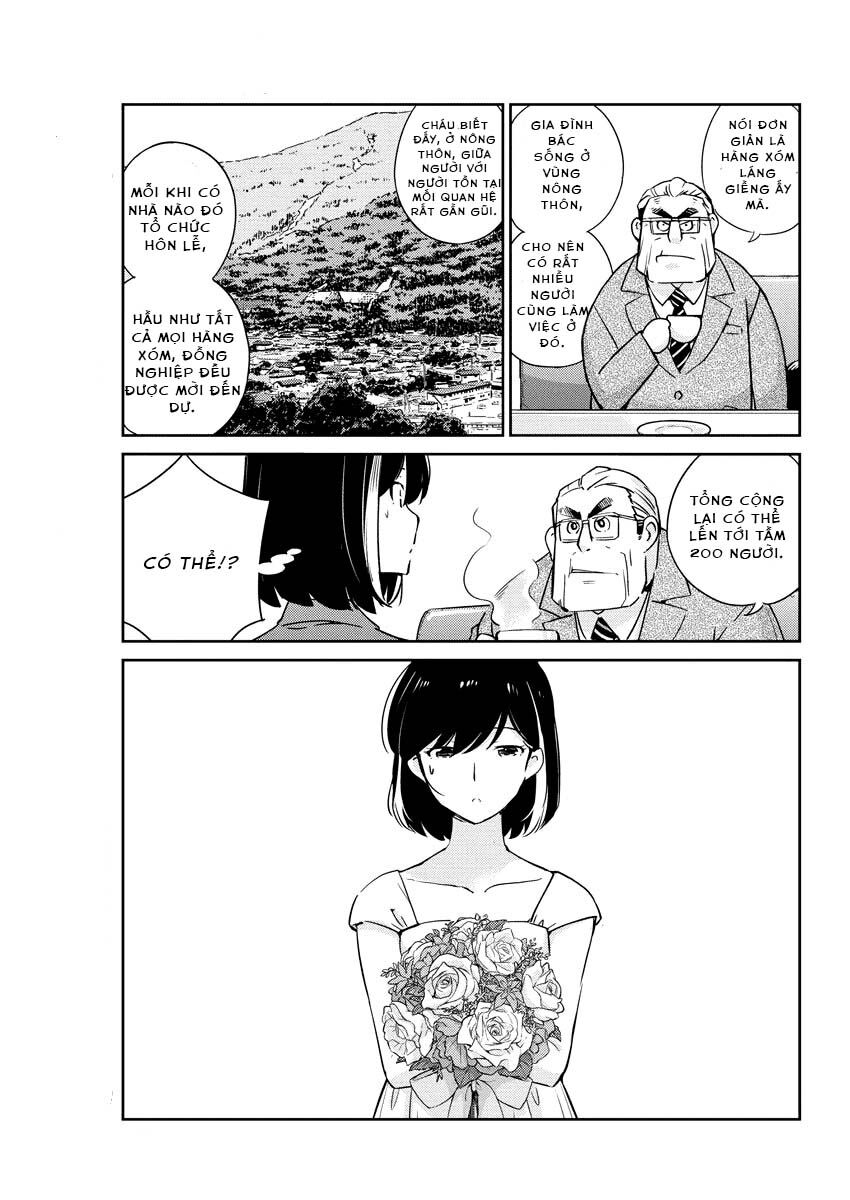 NÓI ĐƠN
GIẢN LÀ
HÀNG XÓM
LÁNG
GIỀNG ẤY
MÀ.
GIA ĐÌNH
BÁC
SỐNG Ở
VÙNG
NÔNG
THÔN,
CHO NÊN
CÓ RẤT
NHIỀU
NGƯỜI
CÙNG LÀM
VIỆC Ở
ĐÓ.
CHÁU BIẾT
ĐẤY, Ở NÔNG
THÔN, GIỮA
NGƯỜI VỚI
NGƯỜI TỒN TẠI
MỐI QUAN HỆ
RẤT GẦN GŨI.
MỖI KHI CÓ
NHÀ NÀO ĐÓ
TỔ CHỨC
HÔN LỄ,
HẦU NHƯ TẤT
CẢ MỌI HÀNG
XÓM, ĐỒNG
NGHIỆP ĐỀU
ĐƯỢC MỜI ĐẾN
DỰ.
TỔNG CỘNG
LẠI CÓ THỂ
LÊN TỚI TẦM
200 NGƯỜI.
CÓ THỂ!?